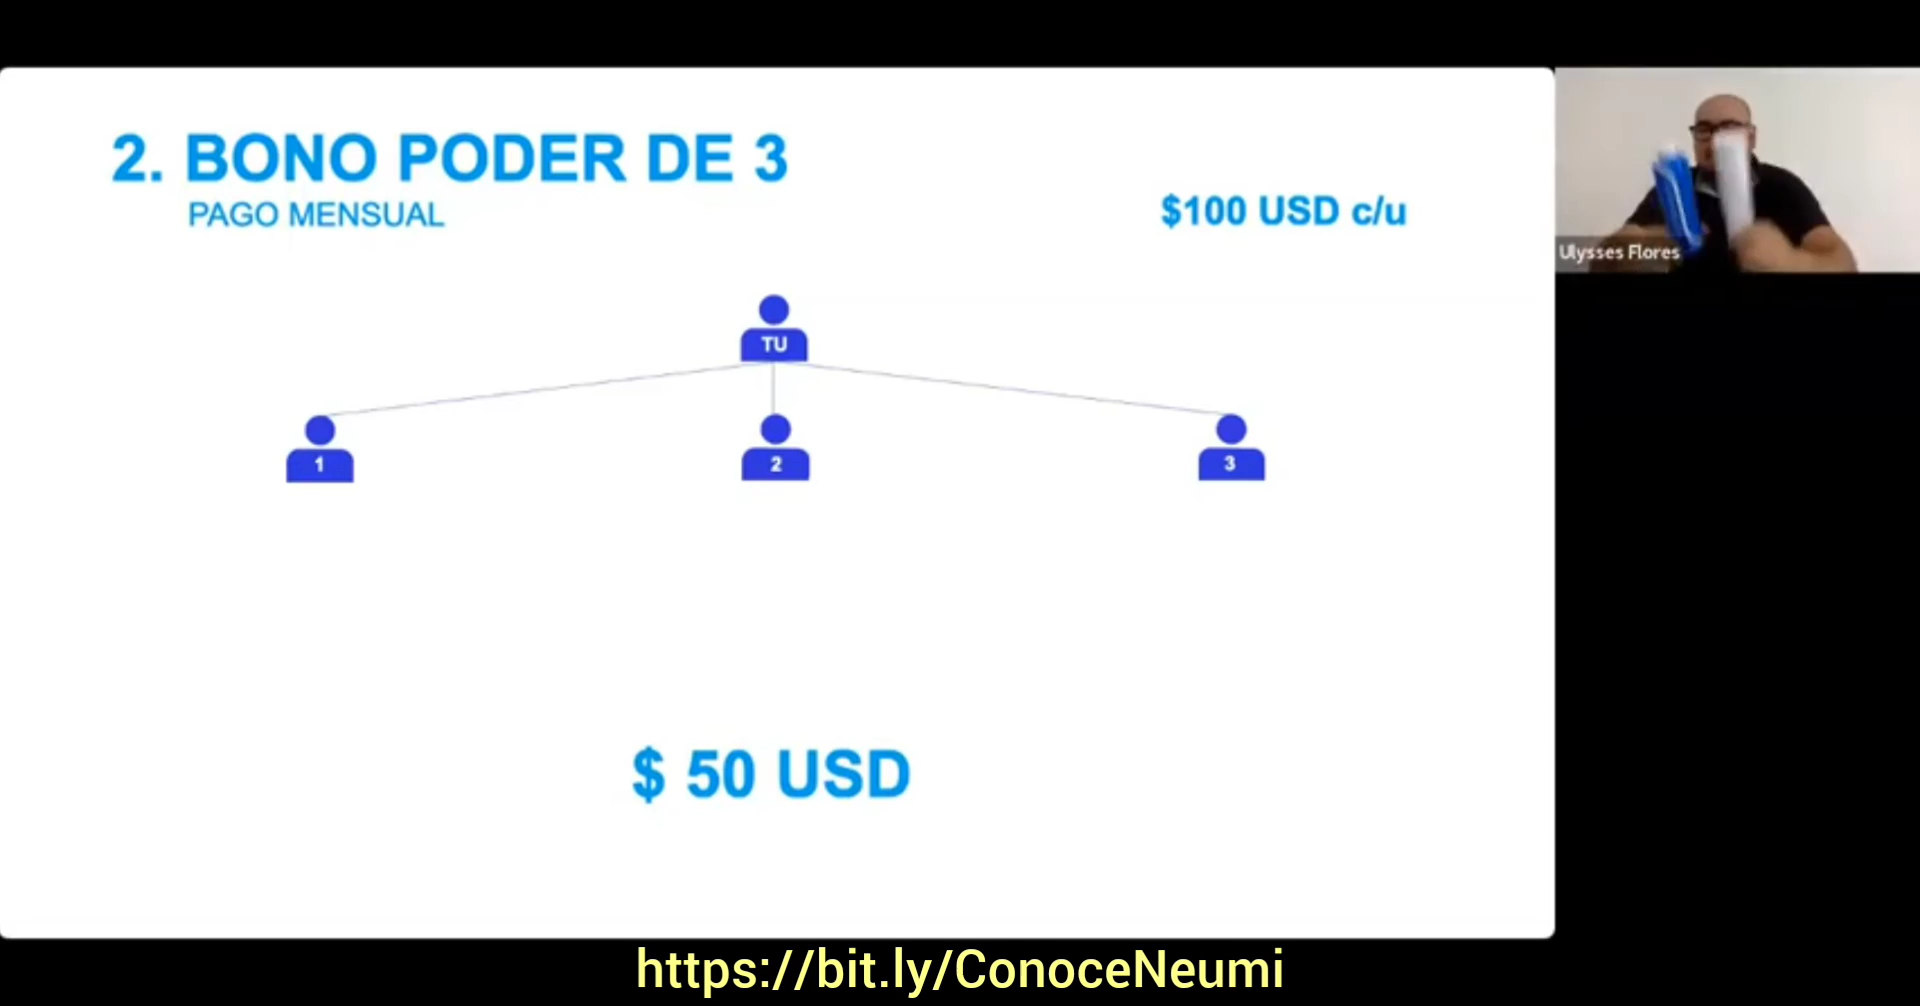 2. BONO PODER DE 3
PAGO MENSUAL
$100 USD c/u
Ulysses Flores
TU
1
2
3
$ 50 USD
https://bit.ly/ConoceNeumi